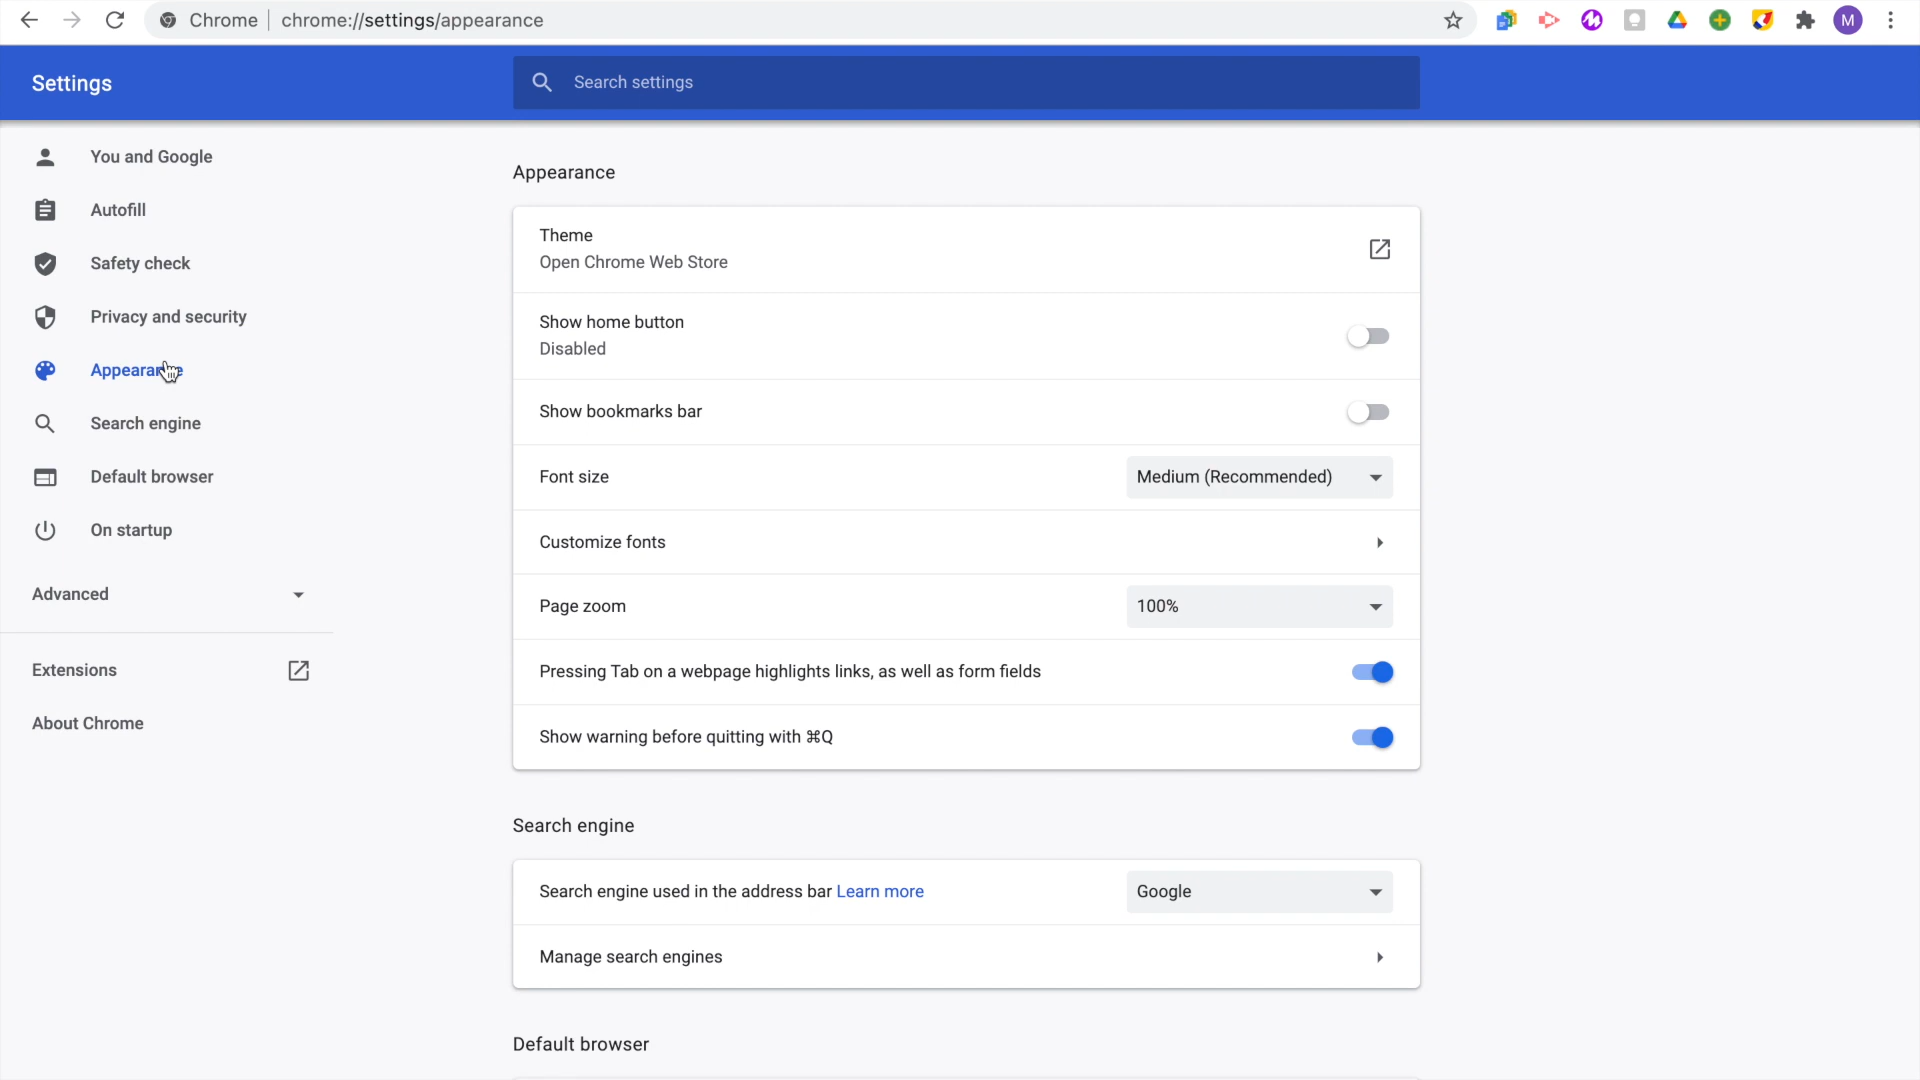 Chrome chrome://settings/appearance
M
Settings
Search settings
You and Google
Autofill
Safety check
Privacy and security
Appearance
Search engine
Default browser
On startup
Advanced
Extensions
About Chrome
Appearance
Theme
Open Chrome Web Store
Show home button
Disabled
Show bookmarks bar
Font size Medium (Recommended)
Customize fonts
Page zoom 100%
Pressing Tab on a webpage highlights links, as well as form fields
Show warning before quitting with ⌘Q
Search engine
Search engine used in the address bar Learn more Google
Manage search engines
Default browser